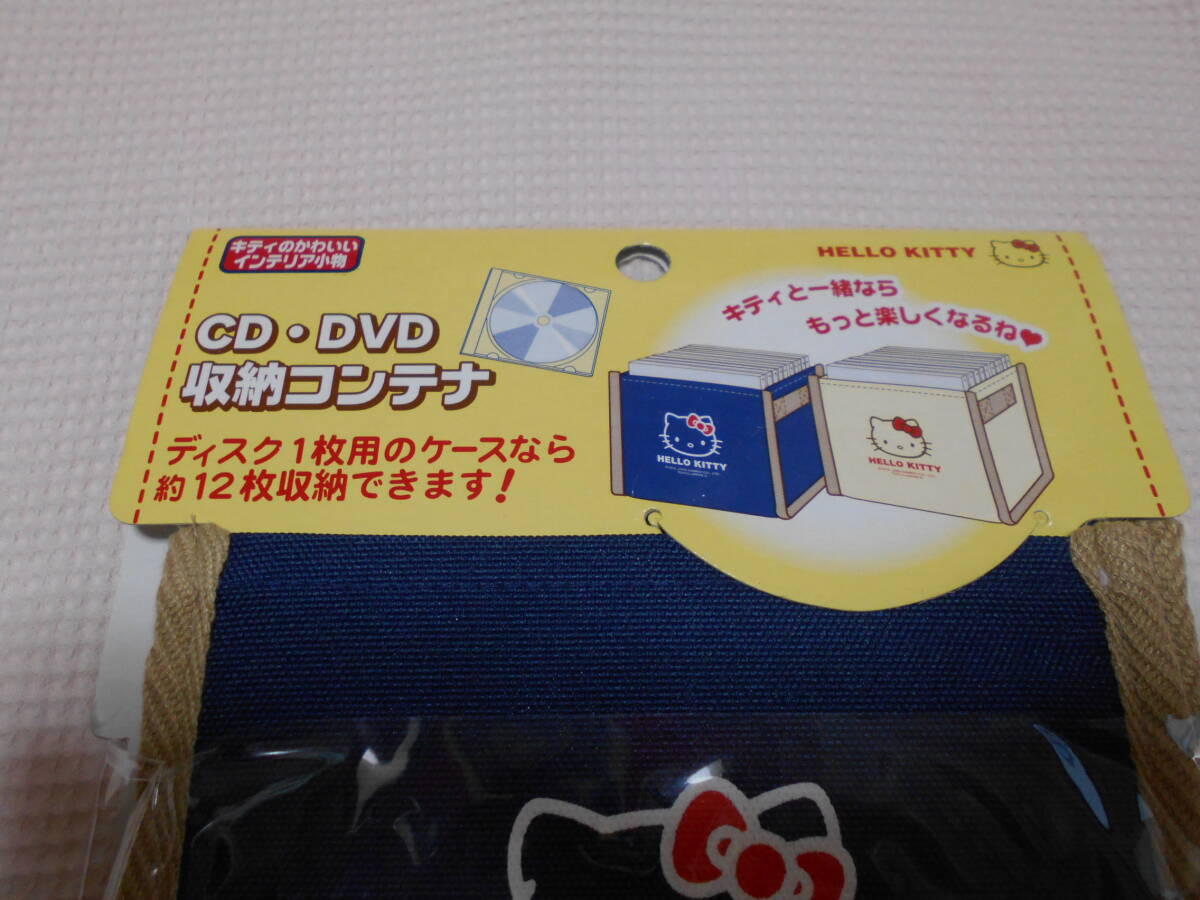 キティのかわいい
インテリア小物
CD・DVD
収納コンテナ
ディスク1枚用のケースなら
約12枚収納できます!
HELLO KITTY
キティと一緒なら
もっと楽しくなるね♥
HELLO KITTY
HELLO KITTY